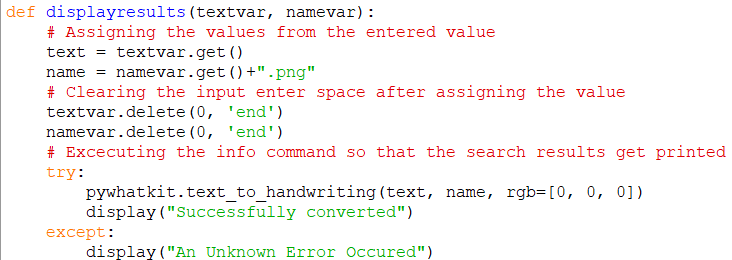 def displayresults(textvar, namevar):
    # Assigning the values from the entered value
    text = textvar.get()
    name = namevar.get()+".png"
    # Clearing the input enter space after assigning the value
    textvar.delete(0, 'end')
    namevar.delete(0, 'end')
    # Excecuting the info command so that the search results get printed
    try:
        pywhatkit.text_to_handwriting(text, name, rgb=[0, 0, 0])
        display("Successfully converted")
    except:
        display("An Unknown Error Occured")